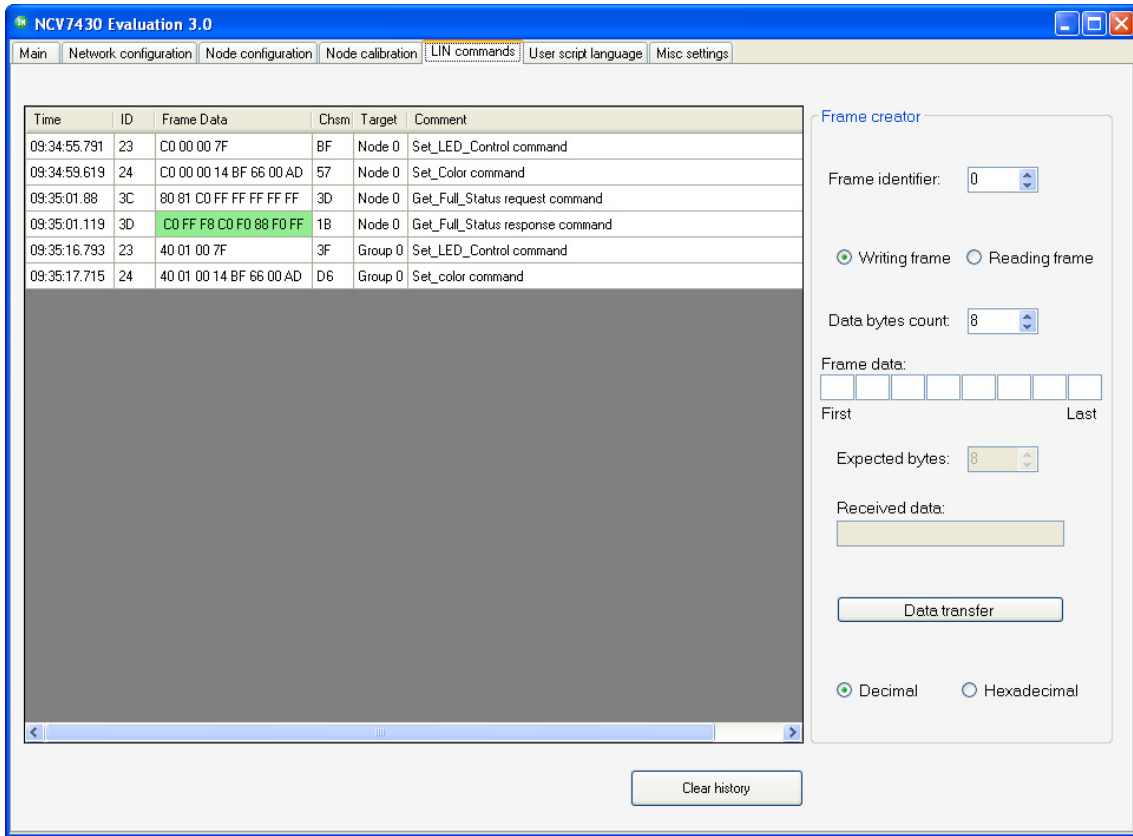 NCV7430 Evaluation 3.0
Main Network configuration Node configuration Node calibration LIN commands User script language Misc settings
Time ID Frame Data Chsm Target Comment
09:34:55.791 23 C0 00 00 7F BF Node 0 Set_LED_Control command
09:34:59.619 24 C0 00 00 14 BF 66 00 AD 57 Node 0 Set_Color command
09:35:01.88 3C 80 81 C0 FF FF FF FF FF 3D Node 0 Get_Full_Status request command
09:35:01.119 3D C0 FF F8 C0 F0 88 F0 FF 1B Node 0 Get_Full_Status response command
09:35:16.793 23 40 01 00 7F 3F Group 0 Set_LED_Control command
09:35:17.715 24 40 01 00 14 BF 66 00 AD D6 Group 0 Set_color command
Frame creator
Frame identifier: 0
Writing frame Reading frame
Data bytes count: 8
Frame data:
First Last
Expected bytes: 8
Received data:
Data transfer
Decimal Hexadecimal
Clear history